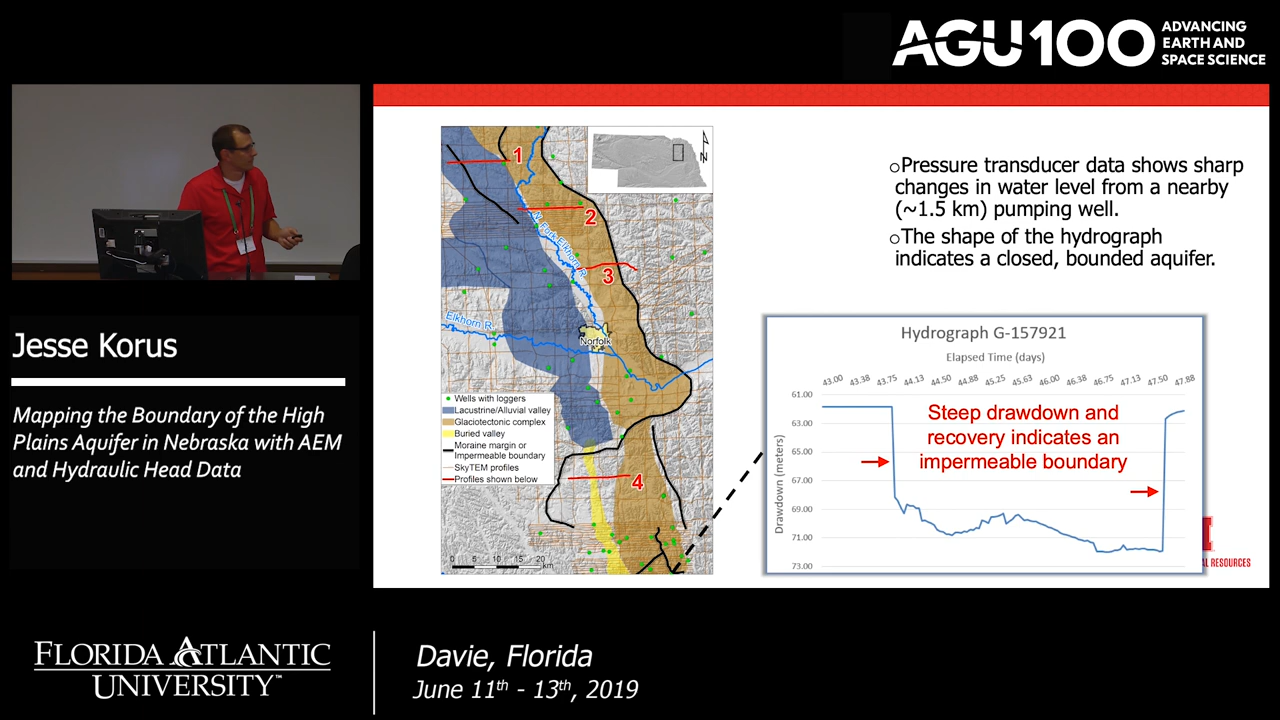 AGU100 ADVANCING
EARTH AND
SPACE SCIENCE
Jesse Korus
Mapping the Boundary of the High
Plains Aquifer in Nebraska with AEM
and Hydraulic Head Data
1
2
3
4
N
N. Fork Elkhorn R.
Elkhorn R.
Norfolk
Wells with loggers
Lacustrine/Alluvial valley
Glaciotectonic complex
Buried valley
Moraine margin or
Impermeable boundary
SkyTEM profiles
Profiles shown below
0 5 10 15 20
km
oPressure transducer data shows sharp
changes in water level from a nearby
(~1.5 km) pumping well.
oThe shape of the hydrograph
indicates a closed, bounded aquifer.
Hydrograph G-157921
Elapsed Time (days)
43.00 43.38 43.75 44.13 44.50 44.88 45.25 45.63 46.00 46.38 46.75 47.13 47.50 47.88
Drawdown (meters)
61.00
63.00
65.00
67.00
69.00
71.00
73.00
Steep drawdown and
recovery indicates an
impermeable boundary
RESOURCES
FLORIDA ATLANTIC
UNIVERSITY™
Davie, Florida
June 11th - 13th, 2019